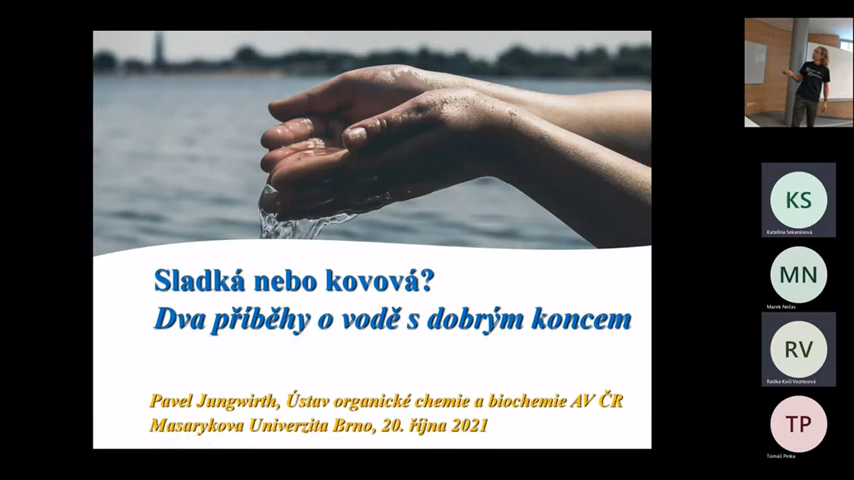 Sladká nebo kovová?
Dva příběhy o vodě s dobrým koncem
Pavel Jungwirth, Ústav organické chemie a biochemie AV ČR
Masarykova Univerzita Brno, 20. října 2021
KS
Kateřina Sekaninová
MN
Marek Nečas
RV
Radka Kočí Voznicová
TP
Tomáš Pinka